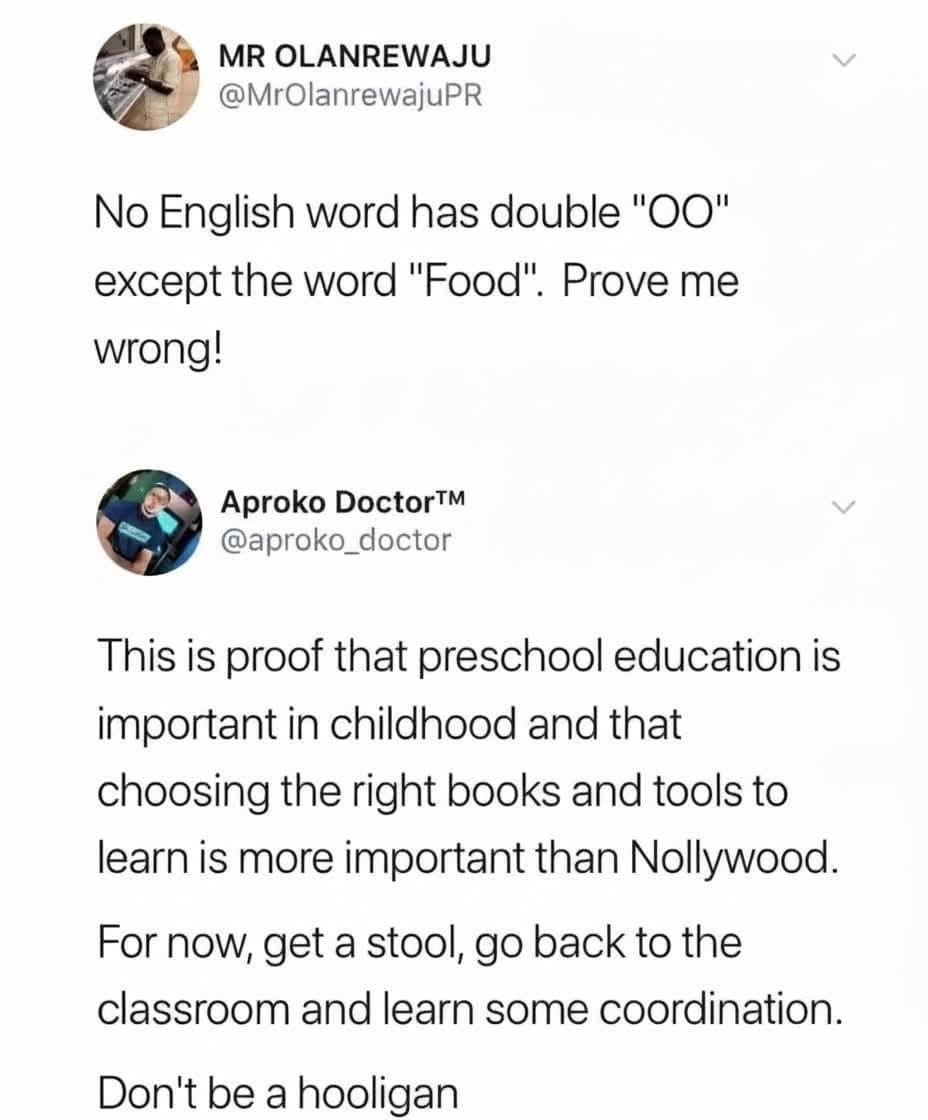 MR OLANREWAJU
@MrOlanrewajuPR
No English word has double "OO"
except the word "Food". Prove me
wrong!
Aproko Doctor™
@aproko_doctor
This is proof that preschool education is
important in childhood and that
choosing the right books and tools to
learn is more important than Nollywood.
For now, get a stool, go back to the
classroom and learn some coordination.
Don't be a hooligan